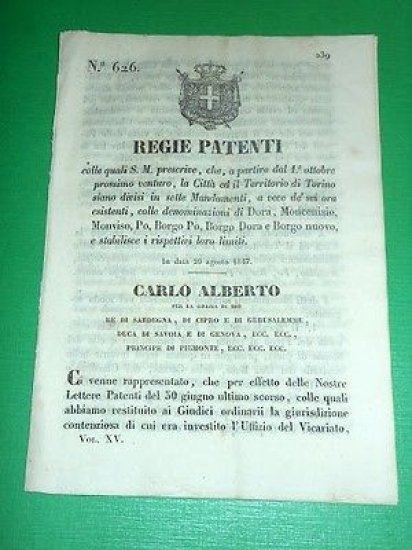 239
N.º 626.
REGIE PATENTI
colle quali S. M. prescrive, che, a partire dal 1.º ottobre
prossimo venturo, la Città ed il Territorio di Torino
siano divisi in sette Mandamenti, a vece de' sei ora
esistenti, colle denominazioni di Dora, Moncenisio,
Monviso, Po, Borgo Po, Borgo Dora e Borgo nuovo,
e stabilisce i rispettivi loro limiti.
In data 20 agosto 1847.
CARLO ALBERTO
PER LA GRAZIA DI DIO
RE DI SARDEGNA, DI CIPRO E DI GERUSALEMME,
DUCA DI SAVOIA E DI GENOVA, ECC. ECC.,
PRINCIPE DI PIEMONTE, ECC. ECC. ECC.
Ci venne rappresentato, che per effetto delle Nostre
Lettere Patenti del 30 giugno ultimo scorso, colle quali
abbiamo restituito ai Giudici ordinarii la giurisdizione
contenziosa di cui era investito l'Uffizio del Vicariato,
VOL. XV.